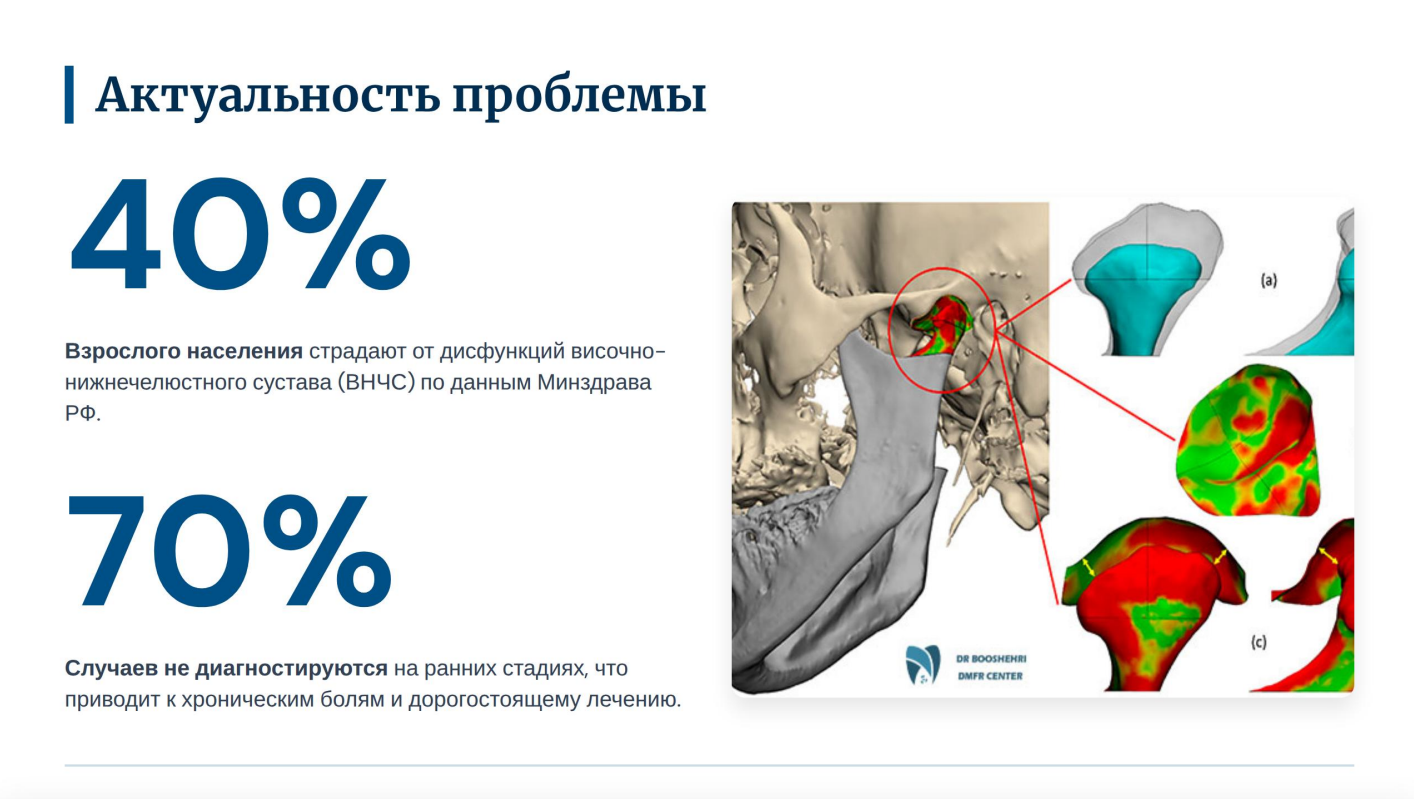 Актуальность проблемы
40%
Взрослого населения страдают от дисфункций височно-
нижнечелюстного сустава (ВНЧС) по данным Минздрава
РФ.
70%
Случаев не диагностируются на ранних стадиях, что
приводит к хроническим болям и дорогостоящему лечению.
(a)
(c)
DR BOOSHEHRI
DMFR CENTER